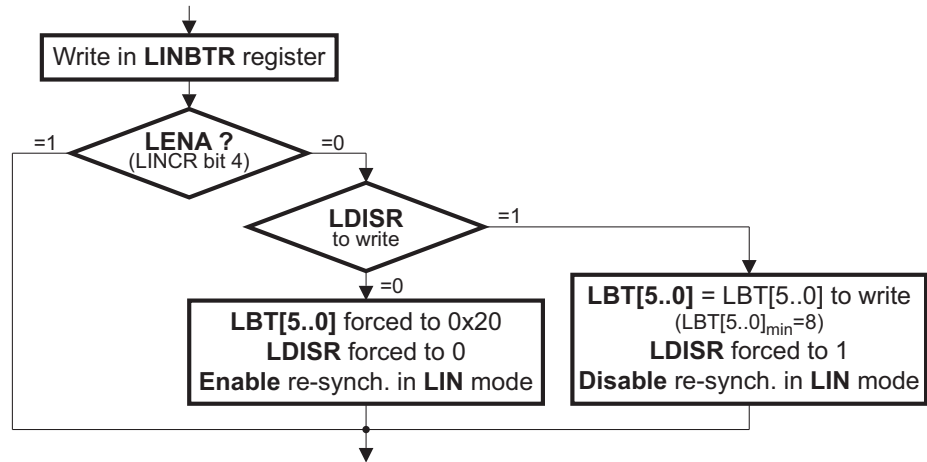 Write in LINBTR register
=1
LENA ?
=0
(LINCR bit 4)
LDISR
to write
=1
=0
LBT[5..0] forced to 0x20
LDISR forced to 0
Enable re-synch. in LIN mode
LBT[5..0] = LBT[5..0] to write
(LBT[5..0]min=8)
LDISR forced to 1
Disable re-synch. in LIN mode